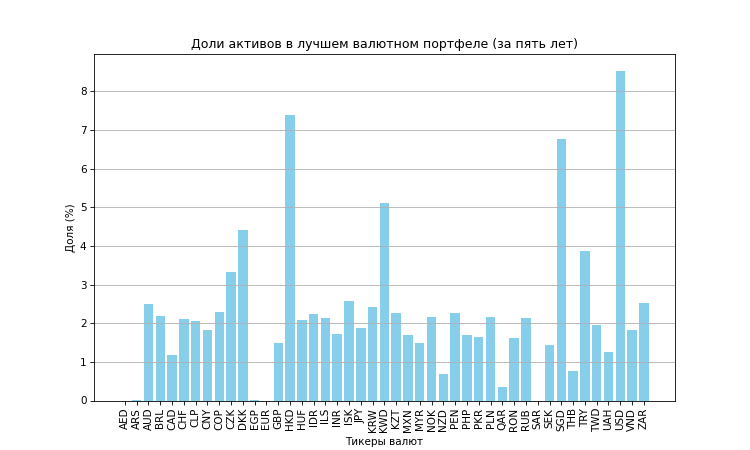 Доли активов в лучшем валютном портфеле (за пять лет)
Доля (%)
8
7
6
5
4
3
2
1
0
AED
ARS
AUD
BRL
CAD
CHF
CLP
CNY
COP
CZK
DKK
EGP
EUR
GBP
HKD
HUF
IDR
ILS
INR
ISK
JPY
KRW
KWD
KZT
MXN
MYR
NOK
NZD
PEN
PHP
PKR
PLN
QAR
RON
RUB
SAR
SEK
SGD
THB
TRY
TWD
UAH
USD
VND
ZAR
Тикеры валют